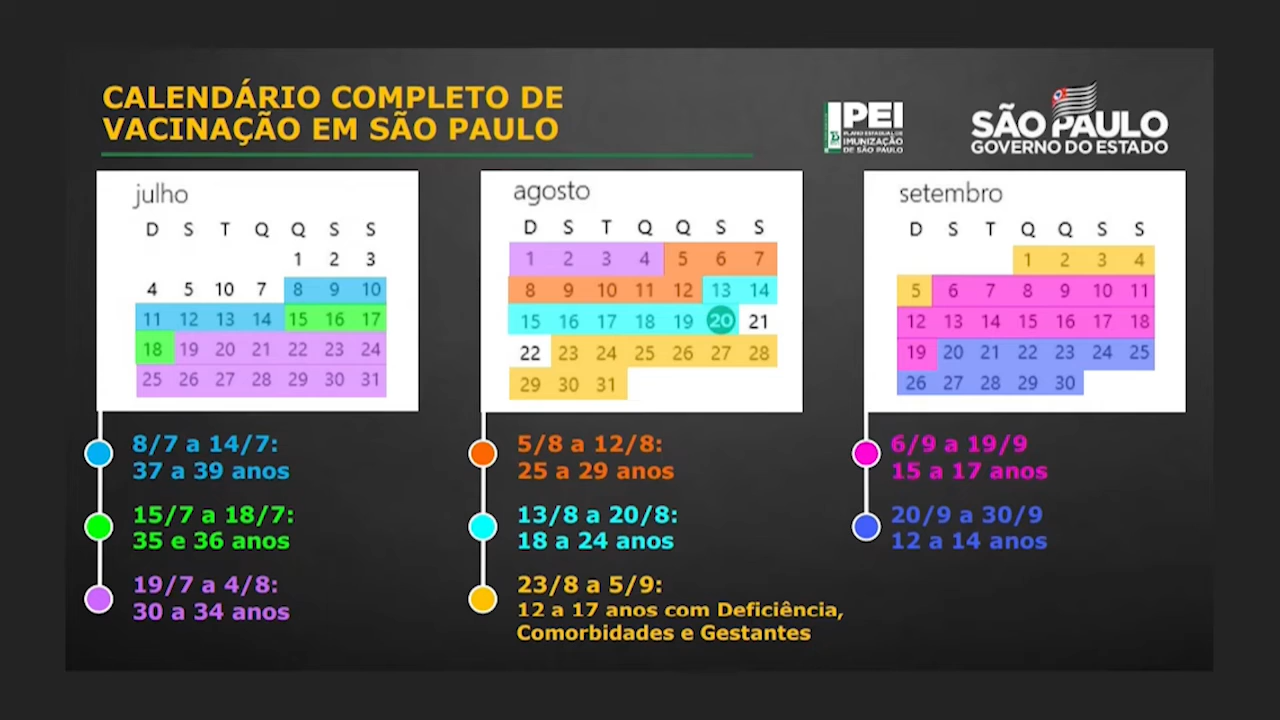 CALENDÁRIO COMPLETO DE
VACINAÇÃO EM SÃO PAULO
IPEI
PLANO ESTADUAL DE
IMUNIZAÇÃO
DE SÃO PAULO
SÃO PAULO
GOVERNO DO ESTADO
julho
D S T Q Q S S
1 2 3
4 5 10 7 8 9 10
11 12 13 14 15 16 17
18 19 20 21 22 23 24
25 26 27 28 29 30 31
8/7 a 14/7:
37 a 39 anos
15/7 a 18/7:
35 e 36 anos
19/7 a 4/8:
30 a 34 anos
agosto
D S T Q Q S S
1 2 3 4 5 6 7
8 9 10 11 12 13 14
15 16 17 18 19 20 21
22 23 24 25 26 27 28
29 30 31
5/8 a 12/8:
25 a 29 anos
13/8 a 20/8:
18 a 24 anos
23/8 a 5/9:
12 a 17 anos com Deficiência,
Comorbidades e Gestantes
setembro
D S T Q Q S S
1 2 3 4
5 6 7 8 9 10 11
12 13 14 15 16 17 18
19 20 21 22 23 24 25
26 27 28 29 30
6/9 a 19/9
15 a 17 anos
20/9 a 30/9
12 a 14 anos